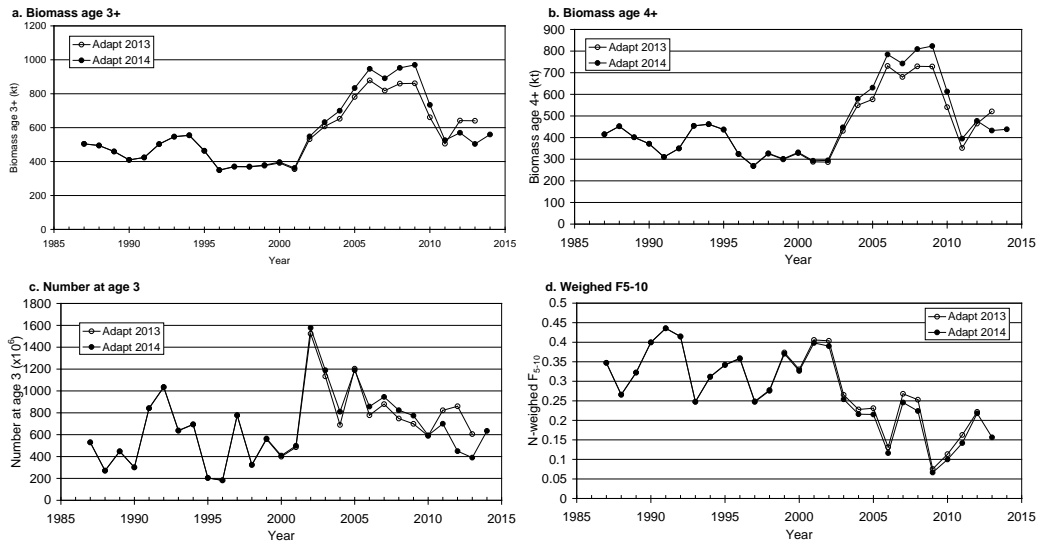 a. Biomass age 3+
1200
1000
800
600
400
200
0
Biomass age 3+ (kt)
Adapt 2013
Adapt 2014
1985 1990 1995 2000 2005 2010 2015
Year
b. Biomass age 4+
900
800
700
600
500
400
300
200
100
0
Biomass age 4+ (kt)
Adapt 2013
Adapt 2014
1985 1990 1995 2000 2005 2010 2015
Year
c. Number at age 3
1800
1600
1400
1200
1000
800
600
400
200
0
Number at age 3 (x10⁶)
Adapt 2013
Adapt 2014
1985 1990 1995 2000 2005 2010 2015
Year
d. Weighed F5-10
0.5
0.45
0.4
0.35
0.3
0.25
0.2
0.15
0.1
0.05
0
N-weighed F5-10
Adapt 2013
Adapt 2014
1985 1990 1995 2000 2005 2010 2015
Year